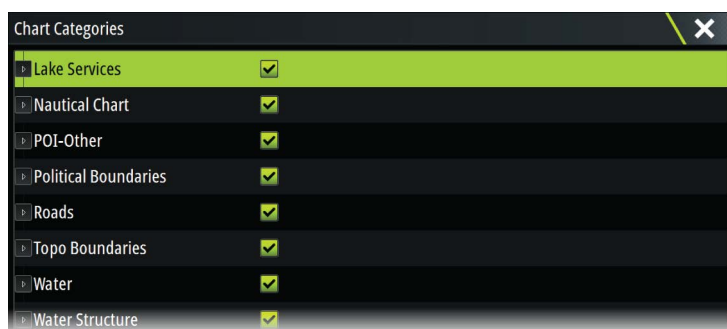 Chart Categories
Lake Services
Nautical Chart
POI-Other
Political Boundaries
Roads
Topo Boundaries
Water
Water Structure